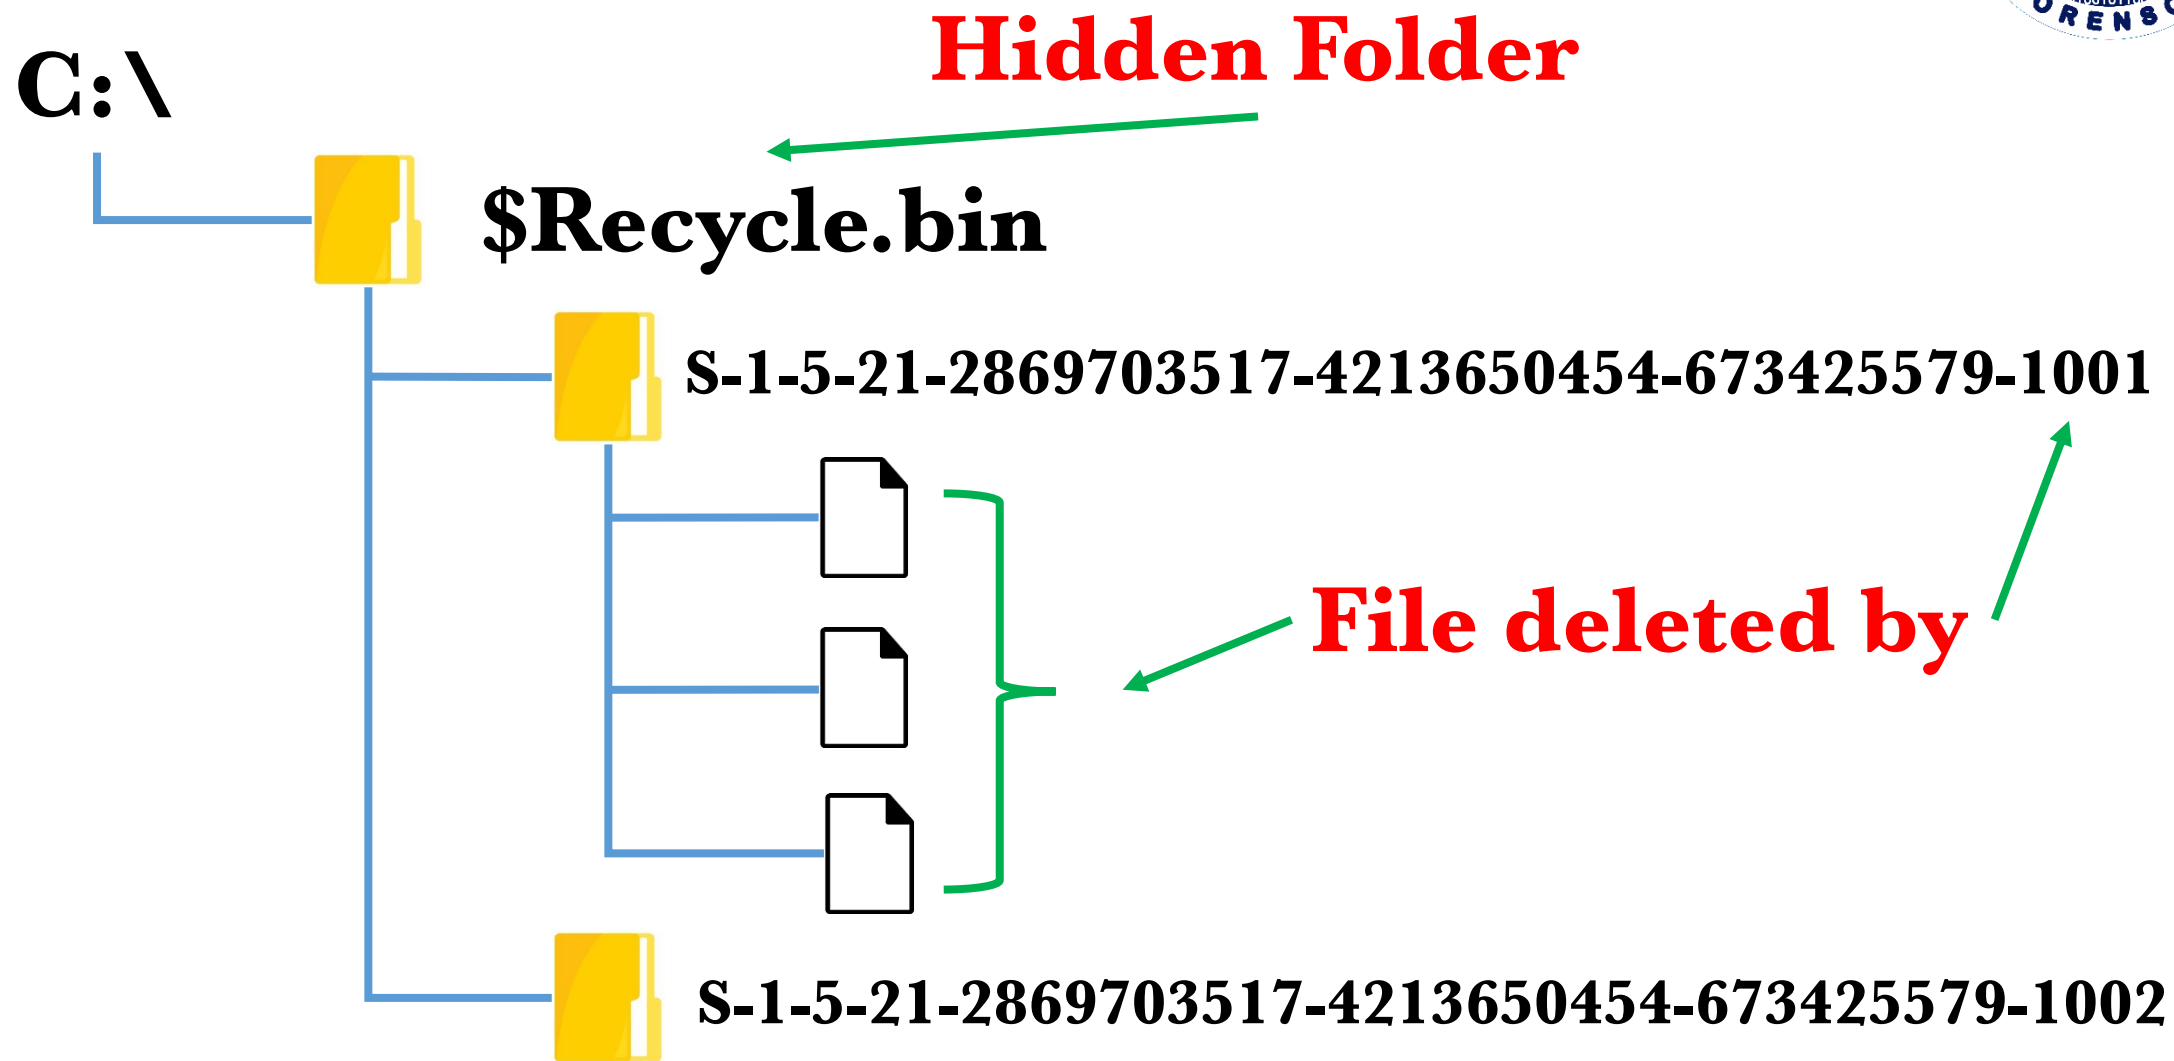 Hidden Folder
C:\
$Recycle.bin
S-1-5-21-2869703517-4213650454-673425579-1001
File deleted by
S-1-5-21-2869703517-4213650454-673425579-1002